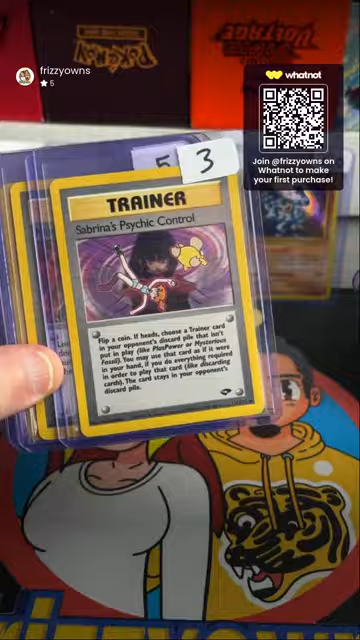 frizzyowns
★ 5
whatnot
Join @frizzyowns on
Whatnot to make
your first purchase!
POKÉMON
VOLTAGE
5
3
TRAINER
Sabrina's Psychic Control
Flip a coin. If heads, choose a Trainer card
in your opponent's discard pile that isn't
put in play (like PlusPower or Mysterious
Fossil). You may use that card as if it were
in your hand, if you do everything required
in order to play that card (like discarding
cards). The card stays in your opponent's
discard pile.